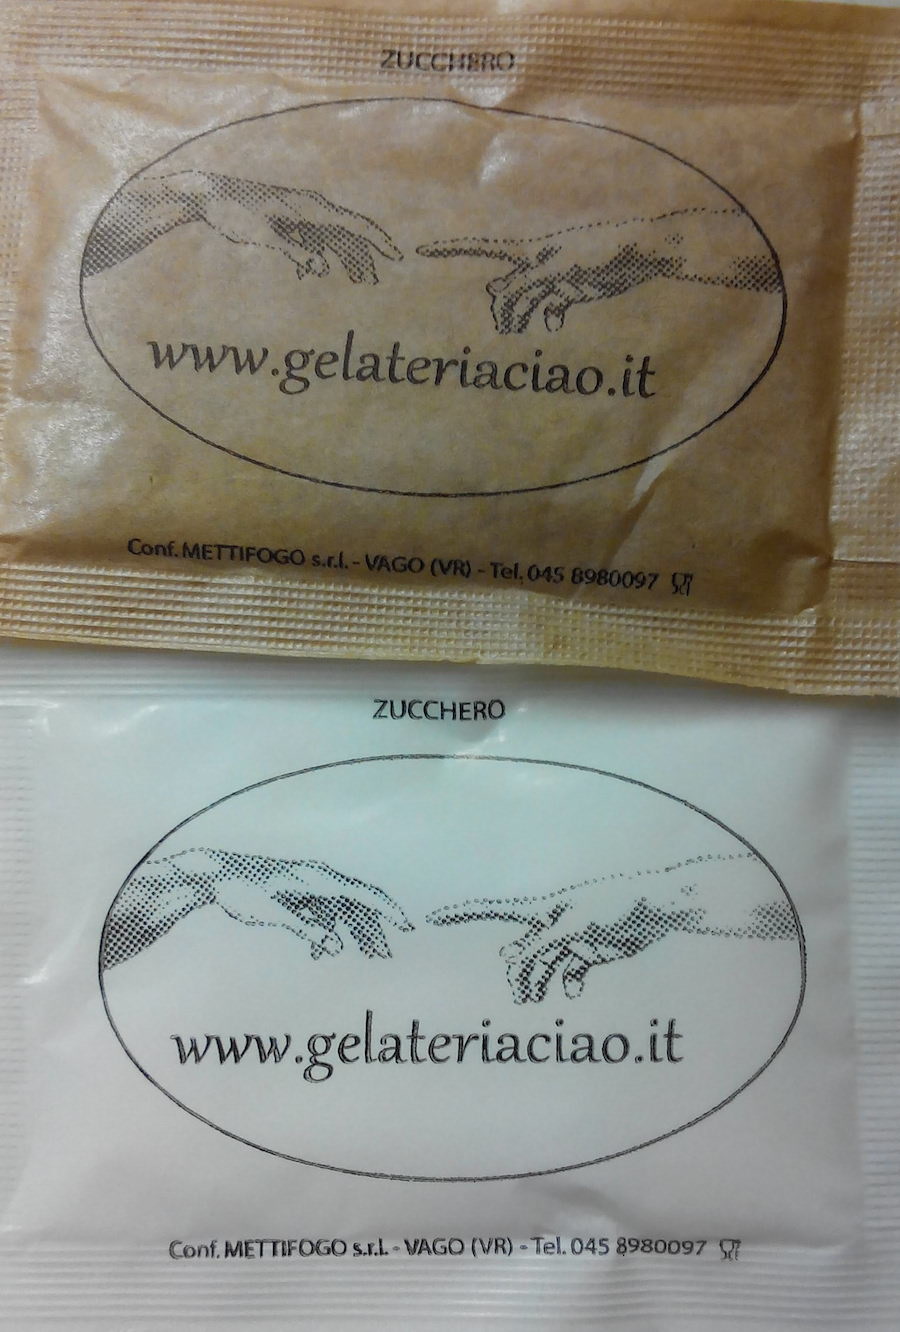 ZUCCHERO
www.gelateriaciao.it
Conf. METTIFOGO s.r.l. - VAGO (VR) - Tel. 045 8980097
ZUCCHERO
www.gelateriaciao.it
Conf. METTIFOGO s.r.l. - VAGO (VR) - Tel. 045 8980097